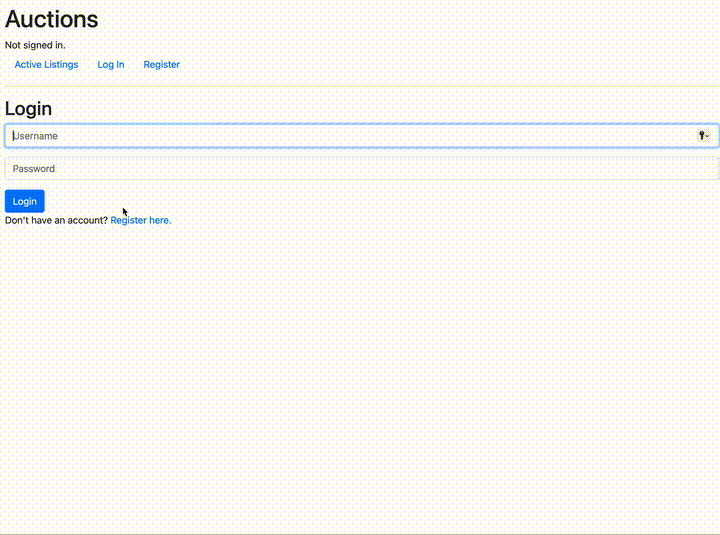 Auctions
Not signed in.
Active Listings Log In Register
Login
Username
Password
Login
Don't have an account? Register here.